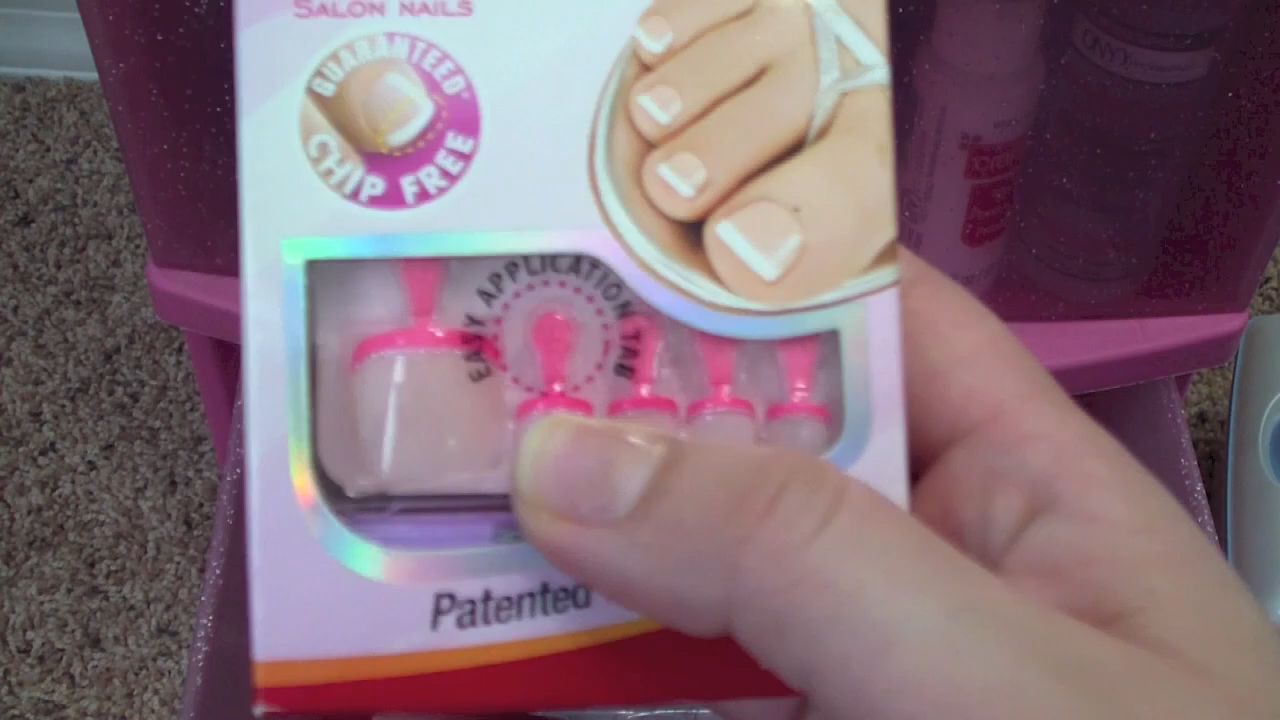 SALON NAILS
GUARANTEED*
CHIP FREE
EASY APPLICATION TAB
Patented